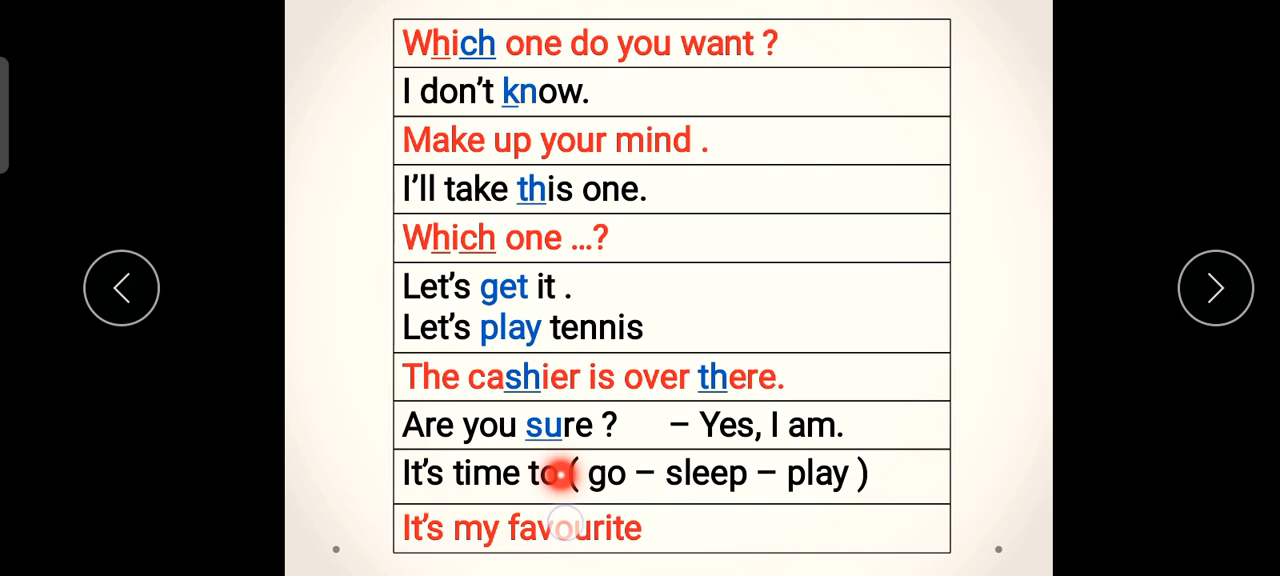 Which one do you want ?
I don't know.
Make up your mind .
I'll take this one.
Which one ...?
Let's get it .
Let's play tennis
The cashier is over there.
Are you sure ? – Yes, I am.
It's time to ( go – sleep – play )
It's my favourite